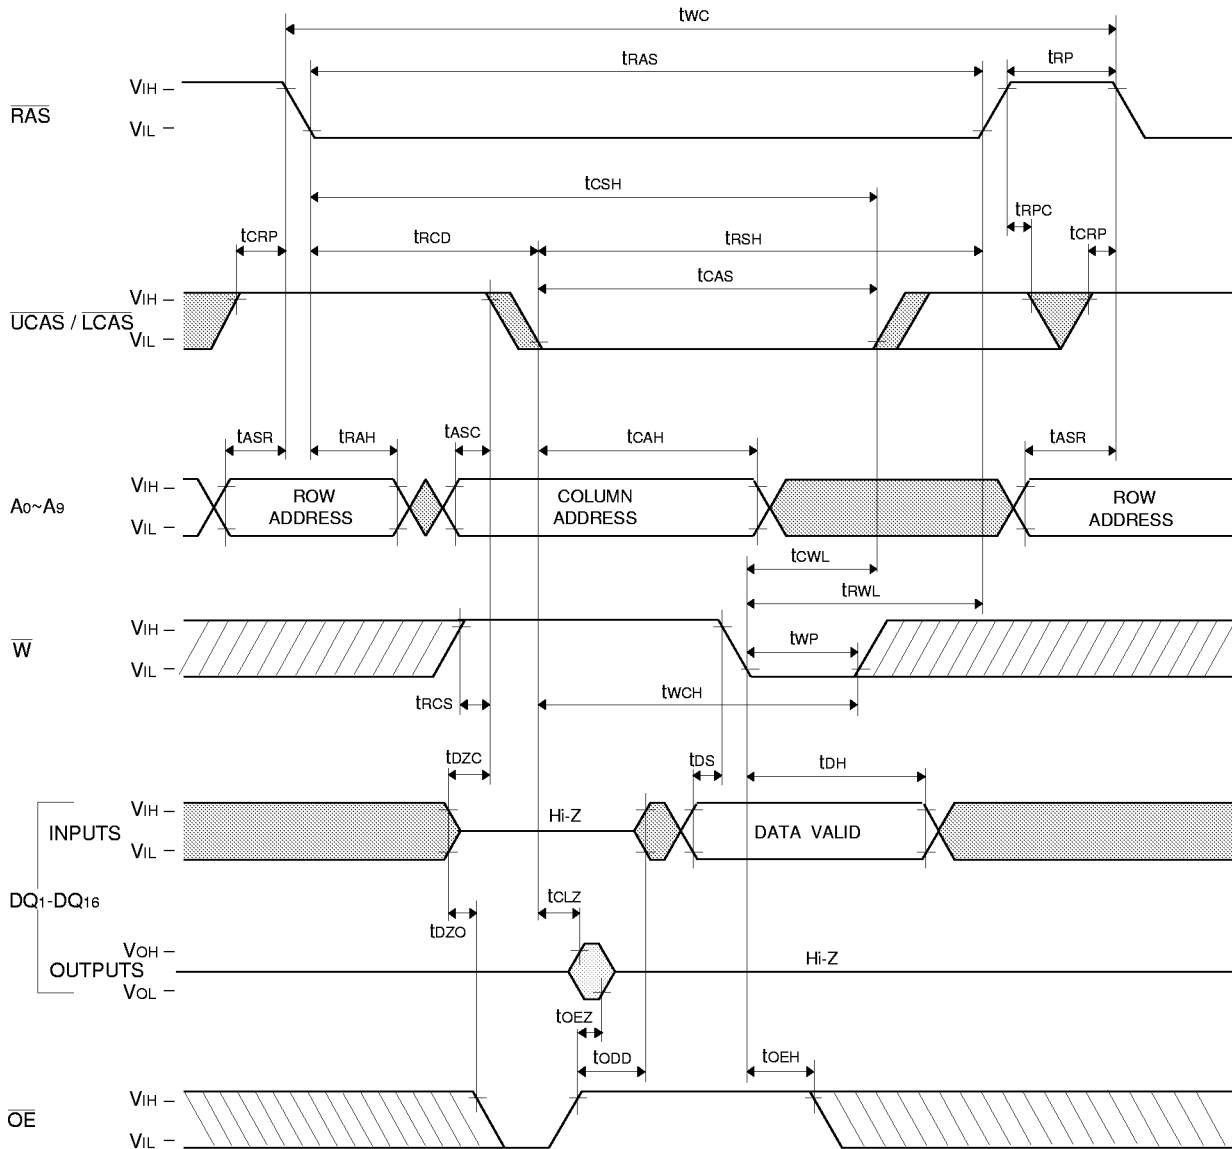 tWC
tRAS
tRP
VIH
RAS
VIL
tCSH
tRPC
tCRP
tRCD
tRSH
tCRP
tCAS
VIH
UCAS / LCAS
VIL
tASR
tRAH
tASC
tCAH
tASR
VIH
A0~A9
ROW
ADDRESS
COLUMN
ADDRESS
ROW
ADDRESS
VIL
tCWL
tRWL
VIH
W
VIL
tWP
tRCS
tWCH
tDZC
tDS
tDH
VIH
INPUTS
VIL
Hi-Z
DATA VALID
DQ1-DQ16
tDZO
tCLZ
VOH
OUTPUTS
VOL
Hi-Z
tOEZ
tODD
tOEH
VIH
OE
VIL